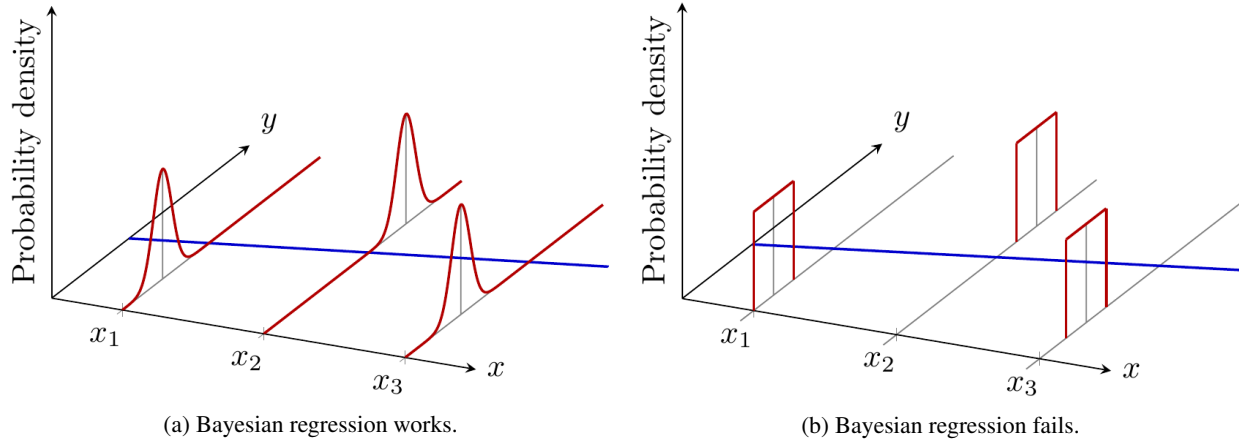 Probability density
y
x₁
x₂
x₃
x
(a) Bayesian regression works.
Probability density
y
x₁
x₂
x₃
x
(b) Bayesian regression fails.